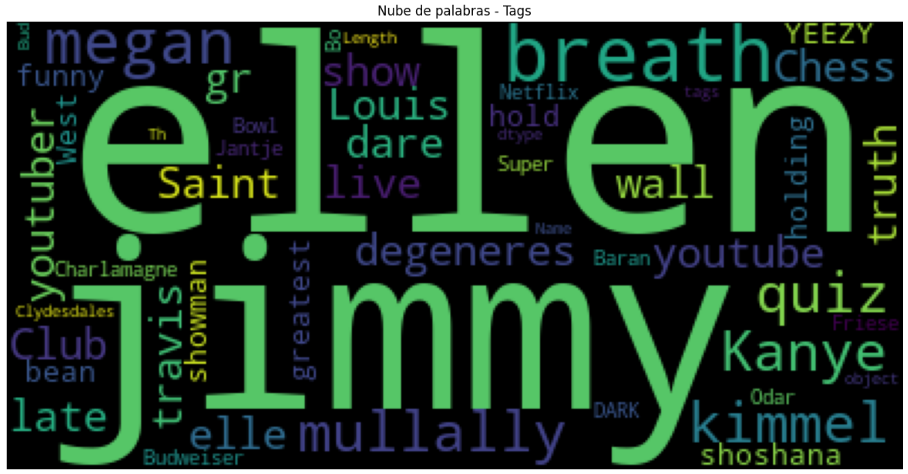 Nube de palabras - Tags
Bud
megan
Bo
Length
breath
YEEZY
Chess
funny
gr
show
Netflix
tags
West
ellen
Louis
hold
dtype
Th
Bowl
Jantje
dare
Super
holding
truth
youtuber
Saint
live
wall
Name
degeneres
Baran
youtube
Charlamagne
jimmy
travis
showman
greatest
quiz
Clydesdales
Friese
Club
Kanye
bean
object
Odar
late
DARK
kimmel
elle
mullally
shoshana
Budweiser